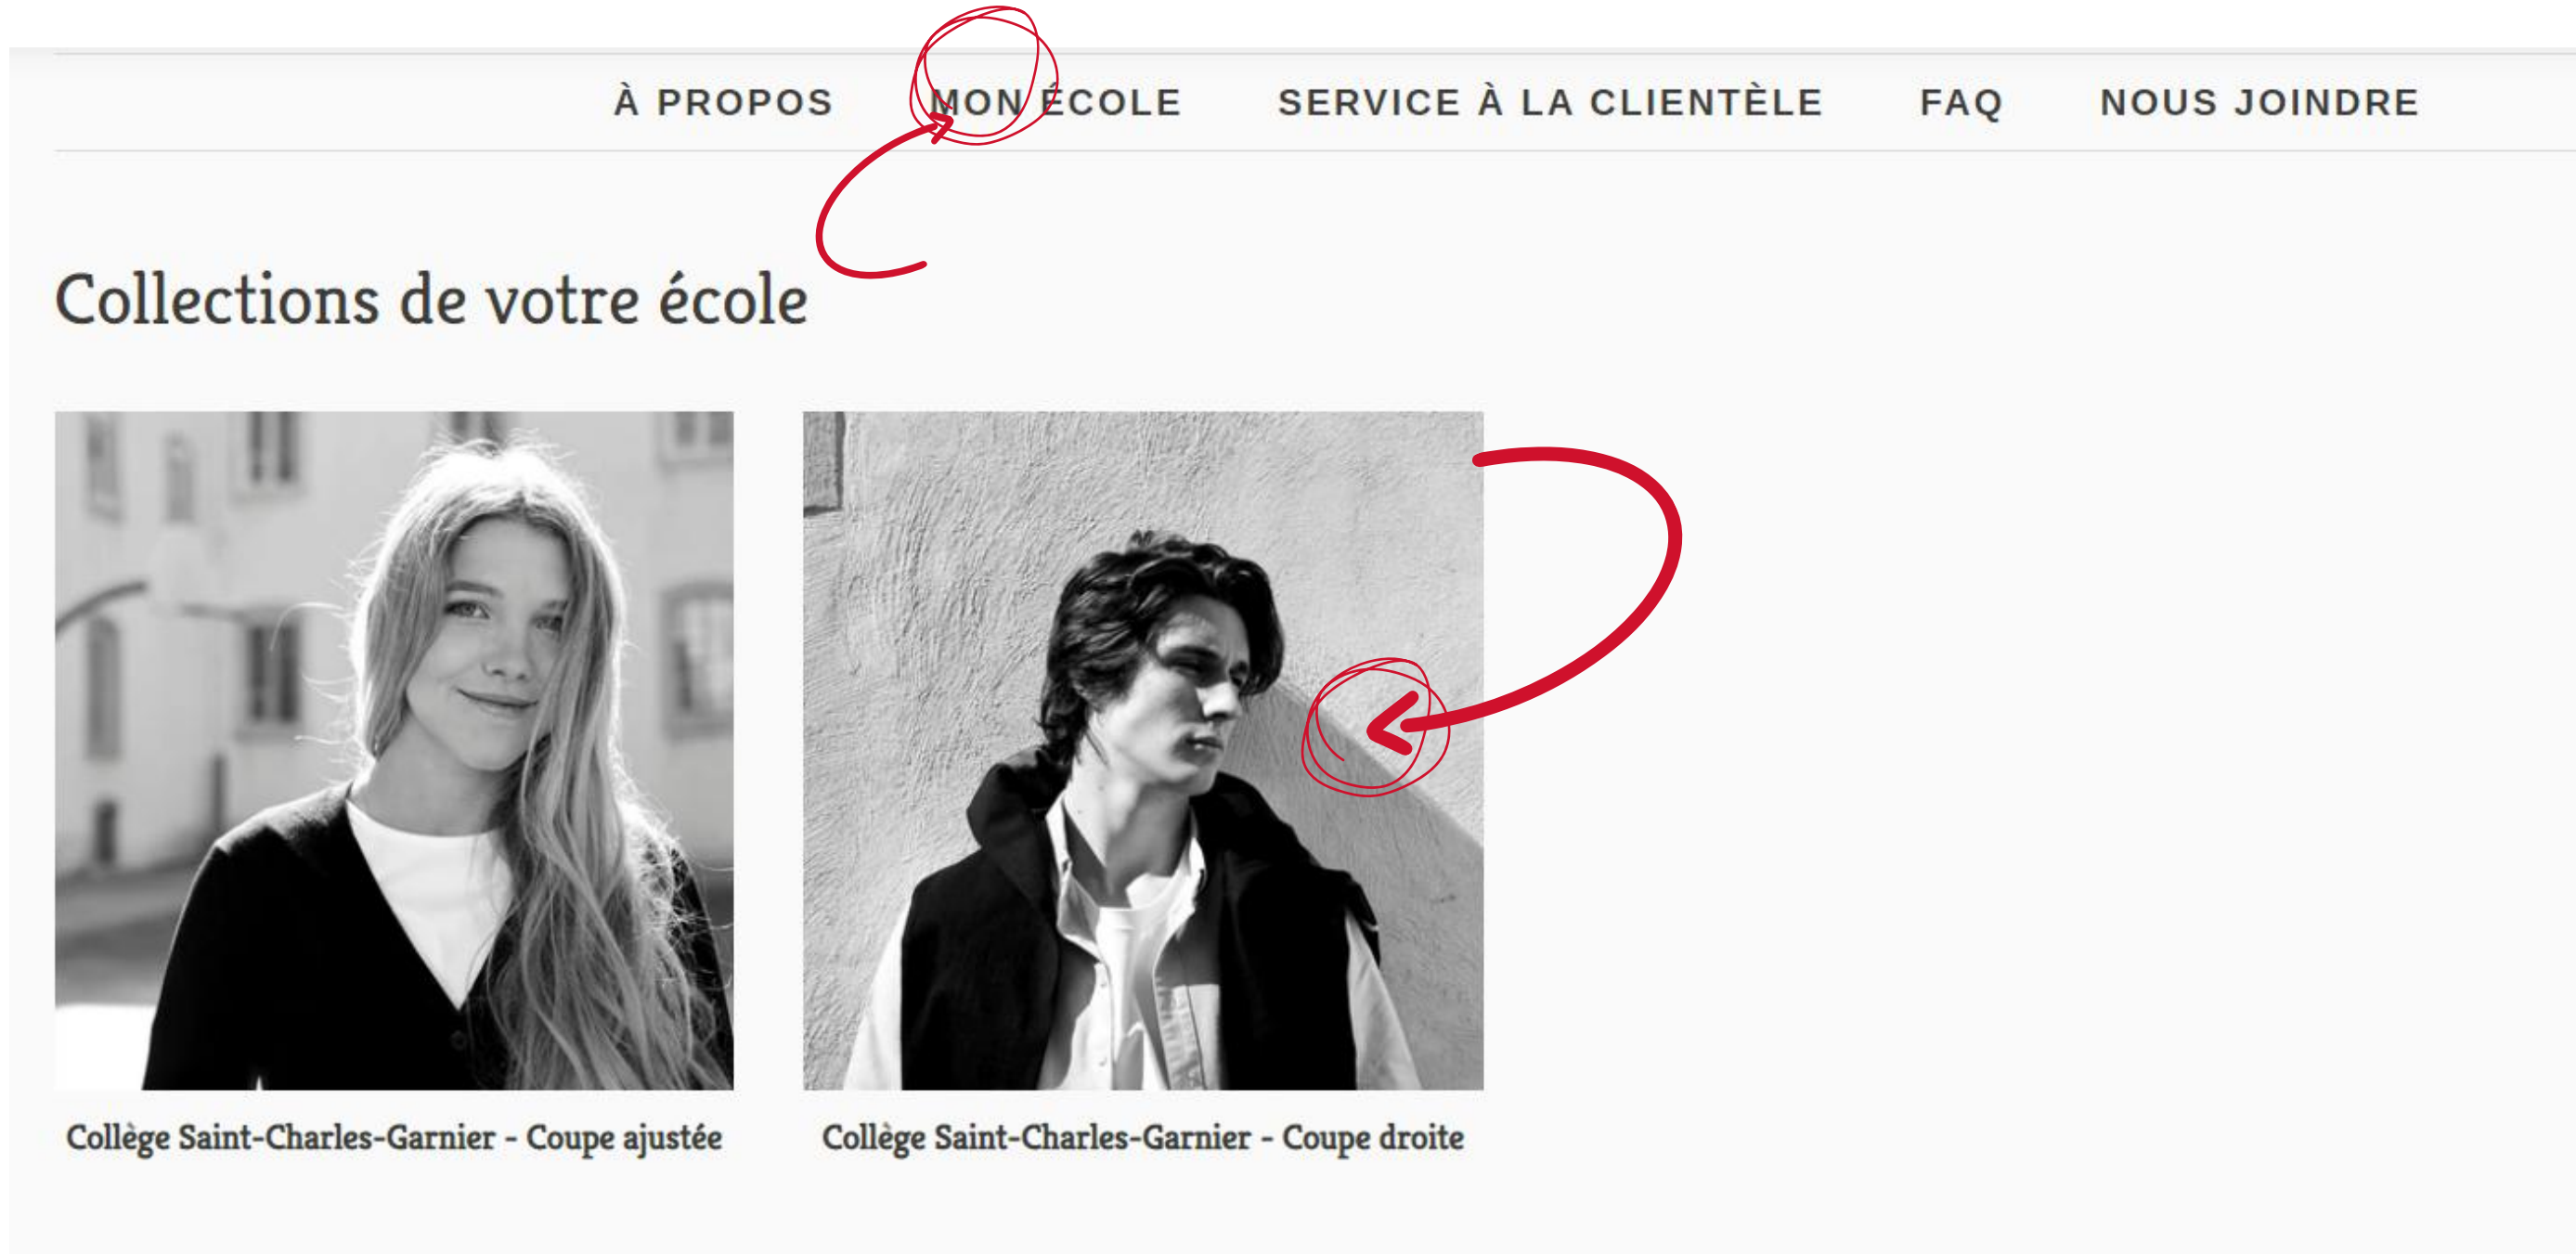 À PROPOS MON ÉCOLE SERVICE À LA CLIENTÈLE FAQ NOUS JOINDRE
Collections de votre école
Collège Saint-Charles-Garnier - Coupe ajustée
Collège Saint-Charles-Garnier - Coupe droite